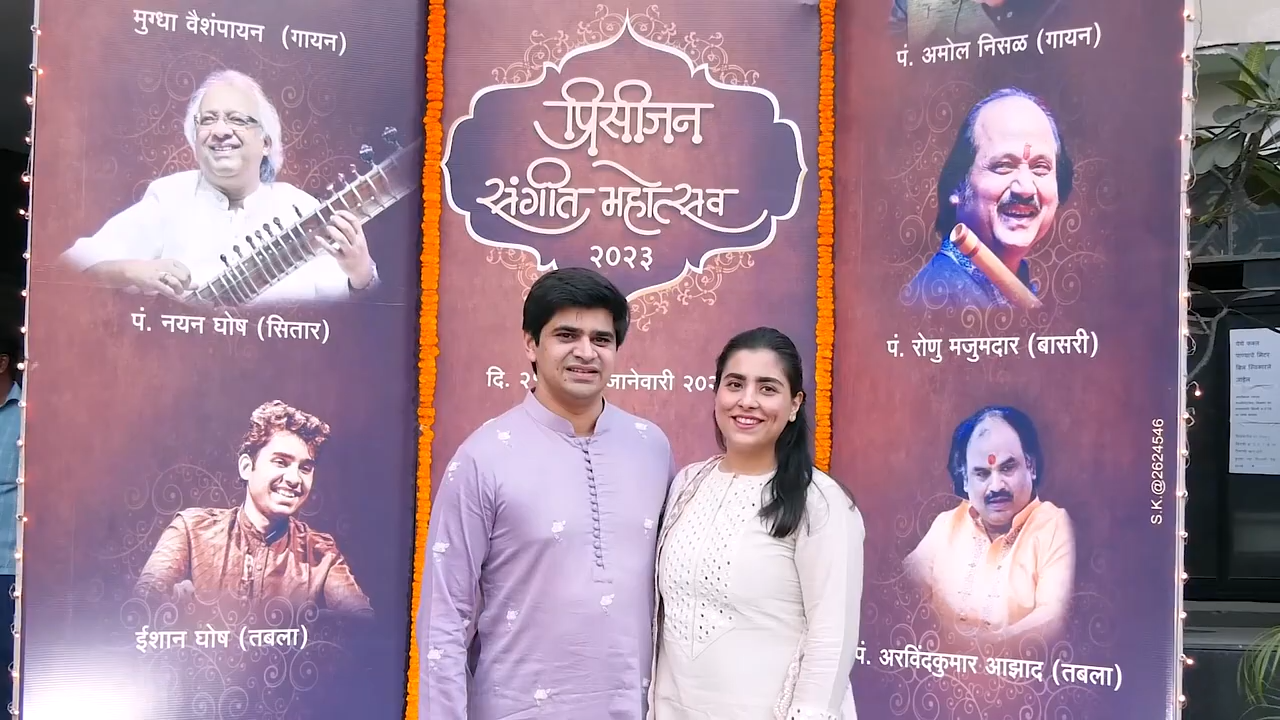 मुग्धा वैशंपायन (गायन)
पं. नयन घोष (सितार)
ईशान घोष (तबला)
प्रिसीजन
संगीत महोत्सव
२०२३
दि.
जानेवारी
पं. अमोल निसळ (गायन)
पं. रोणु मजुमदार (बासरी)
पं. अरविंदकुमार आझाद (तबला)
S.K.@2624546